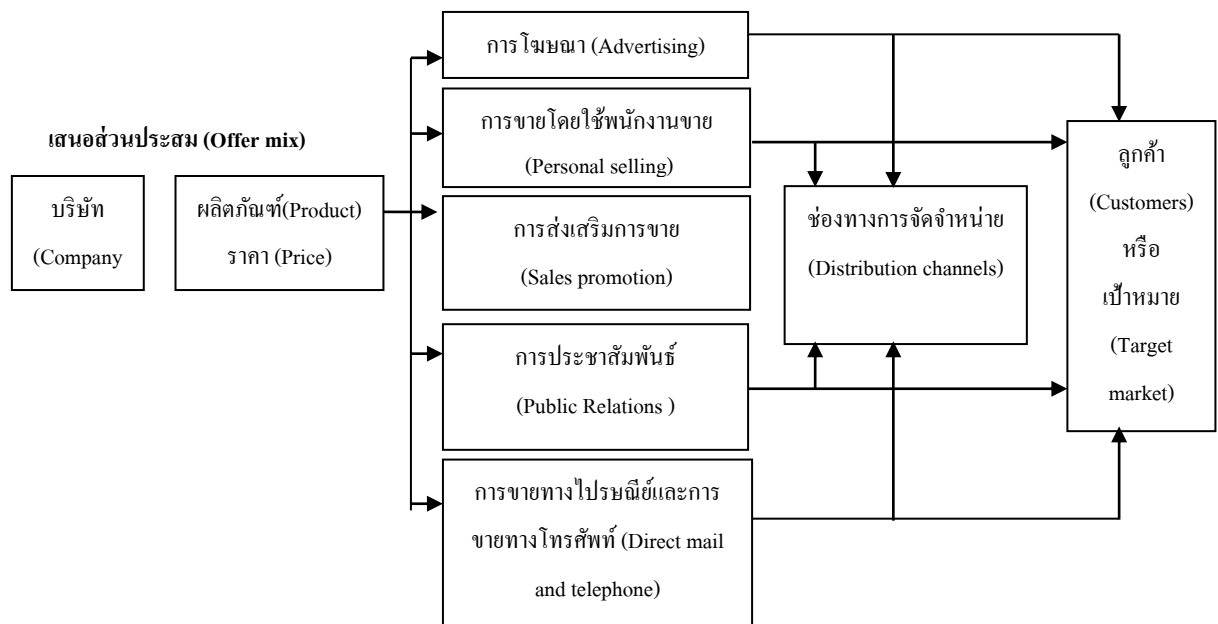 เสนอส่วนประสม (Offer mix)
บริษัท
(Company
ผลิตภัณฑ์(Product)
ราคา (Price)
การโฆษณา (Advertising)
การขายโดยใช้พนักงานขาย
(Personal selling)
การส่งเสริมการขาย
(Sales promotion)
การประชาสัมพันธ์
(Public Relations )
การขายทางไปรษณีย์และการ
ขายทางโทรศัพท์ (Direct mail
and telephone)
ช่องทางการจัดจำหน่าย
(Distribution channels)
ลูกค้า
(Customers)
หรือ
เป้าหมาย
(Target
market)